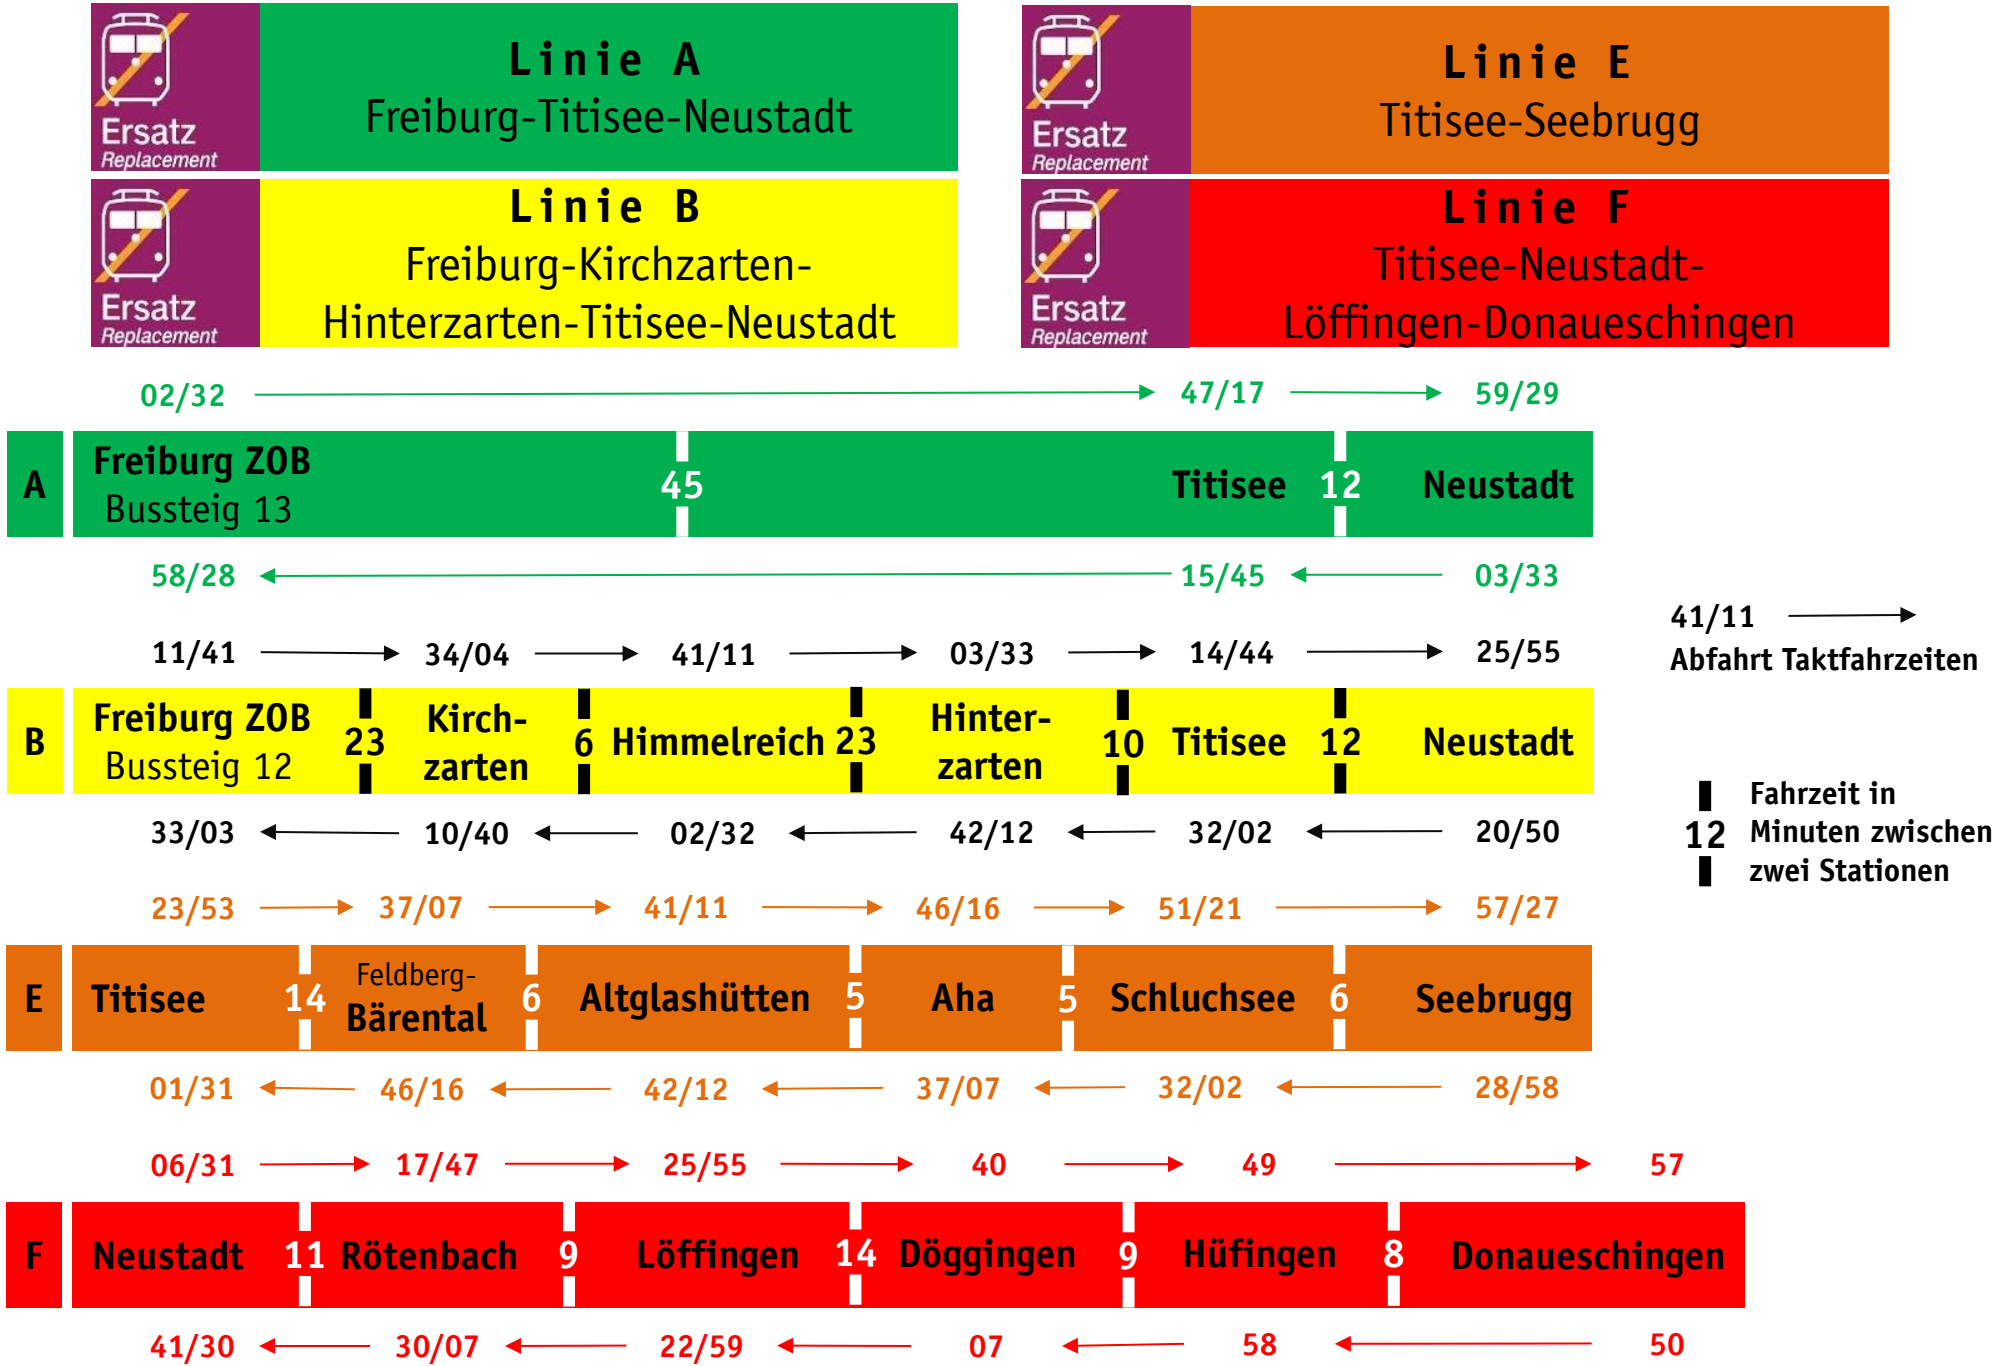 Linie A
Freiburg-Titisee-Neustadt
Ersatz
Replacement
Linie E
Titisee-Seebrugg
Ersatz
Replacement
Linie B
Freiburg-Kirchzarten-
Hinterzarten-Titisee-Neustadt
Ersatz
Replacement
Linie F
Titisee-Neustadt-
Löffingen-Donaueschingen
Ersatz
Replacement
02/32 47/17 59/29
A Freiburg ZOB Bussteig 13 45 Titisee 12 Neustadt
58/28 15/45 03/33
11/41 34/04 41/11 03/33 14/44 25/55
B Freiburg ZOB Bussteig 12 23 Kirch-zarten 6 Himmelreich 23 Hinter-zarten 10 Titisee 12 Neustadt
33/03 10/40 02/32 42/12 32/02 20/50
23/53 37/07 41/11 46/16 51/21 57/27
E Titisee 14 Feldberg-Bärental 6 Altglashütten 5 Aha 5 Schluchsee 6 Seebrugg
01/31 46/16 42/12 37/07 32/02 28/58
06/31 17/47 25/55 40 49 57
F Neustadt 11 Rötenbach 9 Löffingen 14 Döggingen 9 Hüfingen 8 Donaueschingen
41/30 30/07 22/59 07 58 50
41/11
Abfahrt Taktfahrzeiten
Fahrzeit in
12 Minuten zwischen
zwei Stationen